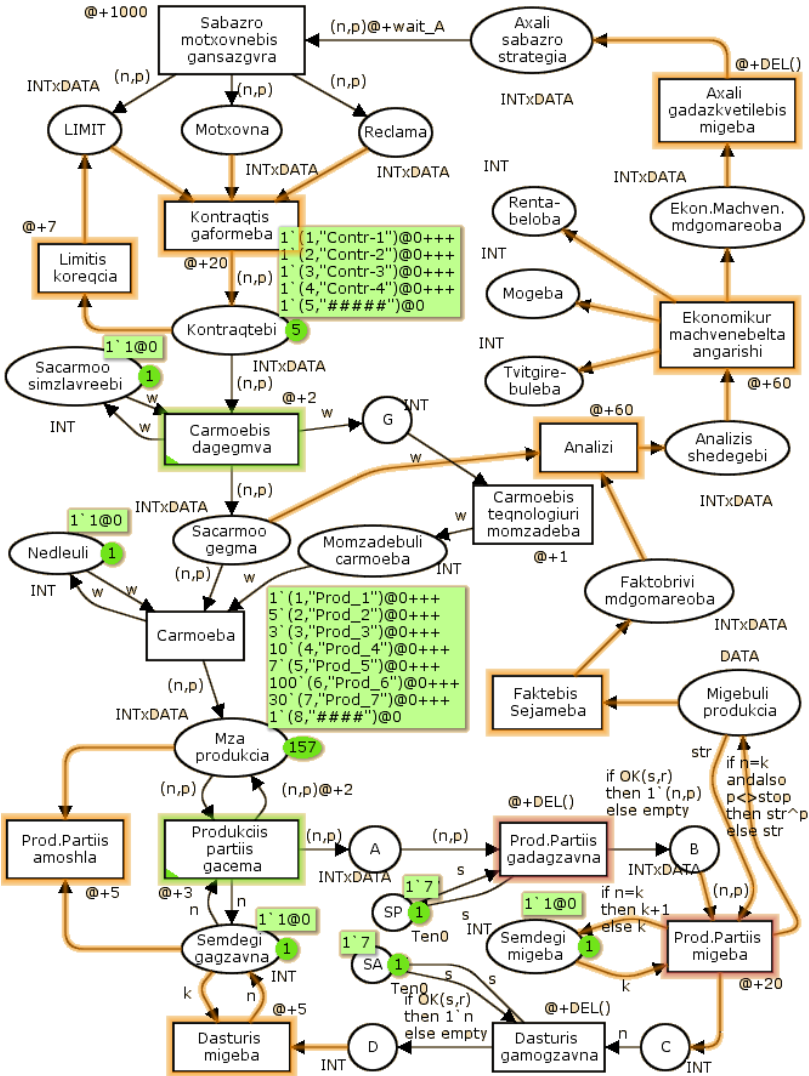 @+1000
Sabazro
motxovnebis
gansazgvra
(n,p)@+wait_A
Axali
sabazro
strategia
INTxDATA
@+DEL()
Axali
gadazkvetilebis
migeba
INTxDATA
(n,p)
(n,p)
(n,p)
LIMIT
Motxovna
Reclama
INTxDATA
INTxDATA
INT
Renta-
beloba
Ekon.Machven.
mdgomareoba
@+7
Limitis
koreqcia
Kontraqtis
gaformeba
@+20
(n,p)
1`(1,"Contr-1")@0+++
1`(2,"Contr-2")@0+++
1`(3,"Contr-3")@0+++
1`(4,"Contr-4")@0+++
1`(5,"#####")@0
INT
Mogeba
Ekonomikur
machvenebelta
angarishi
@+60
Kontraqtebi
5
INTxDATA
INT
Tvitgire-
buleba
1`1@0
Sacarmoo
simzlavreebi
1
INT
(n,p)
@+2
w
w
Carmoebis
dagegmva
w
G
INT
@+60
Analizi
Analizis
shedegebi
INTxDATA
(n,p)
w
w
INTxDATA
Sacarmoo
gegma
Carmoebis
teqnologiuri
momzadeba
@+1
w
1`1@0
Nedleuli
1
INT
Momzadebuli
carmoeba
INT
(n,p)
w
w
w
Carmoeba
Faktobrivi
mdgomareoba
INTxDATA
1`(1,"Prod_1")@0+++
5`(2,"Prod_2")@0+++
3`(3,"Prod_3")@0+++
10`(4,"Prod_4")@0+++
7`(5,"Prod_5")@0+++
100`(6,"Prod_6")@0+++
30`(7,"Prod_7")@0+++
1`(8,"####")@0
(n,p)
INTxDATA
Mza
produkcia
157
Faktebis
Sejameba
DATA
Migebuli
produkcia
str
if n=k
andalso
p<>stop
then str^p
else str
(n,p)
(n,p)@+2
if OK(s,r)
then 1`(n,p)
else empty
@+DEL()
Prod.Partiis
amoshla
@+5
Produkciis
partiis
gacema
@+3
(n,p)
A
INTxDATA
(n,p)
Prod.Partiis
gadagzavna
(n,p)
B
INTxDATA
(n,p)
1`7
SP
1
Ten0
s
s
n
n
1`1@0
Semdegi
gagzavna
1
INT
INT
1`1@0
Semdegi
migeba
1
if n=k
then k+1
else k
k
Prod.Partiis
migeba
@+20
1`7
SA
1
Ten0
s
s
k
n
Dasturis
migeba
@+5
D
INT
if OK(s,r)
then 1`n
else empty
@+DEL()
Dasturis
gamogzavna
n
C
INT